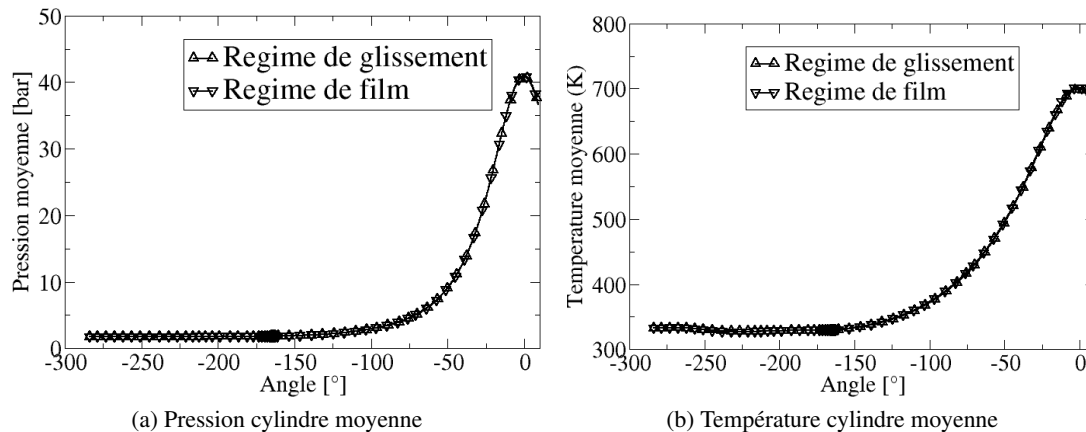 50
40
30
20
10
0
Pression moyenne [bar]
Regime de glissement
Regime de film
-300 -250 -200 -150 -100 -50 0
Angle [°]
(a) Pression cylindre moyenne
800
700
600
500
400
300
Temperature moyenne (K)
Regime de glissement
Regime de film
-300 -250 -200 -150 -100 -50 0
Angle [°]
(b) Température cylindre moyenne